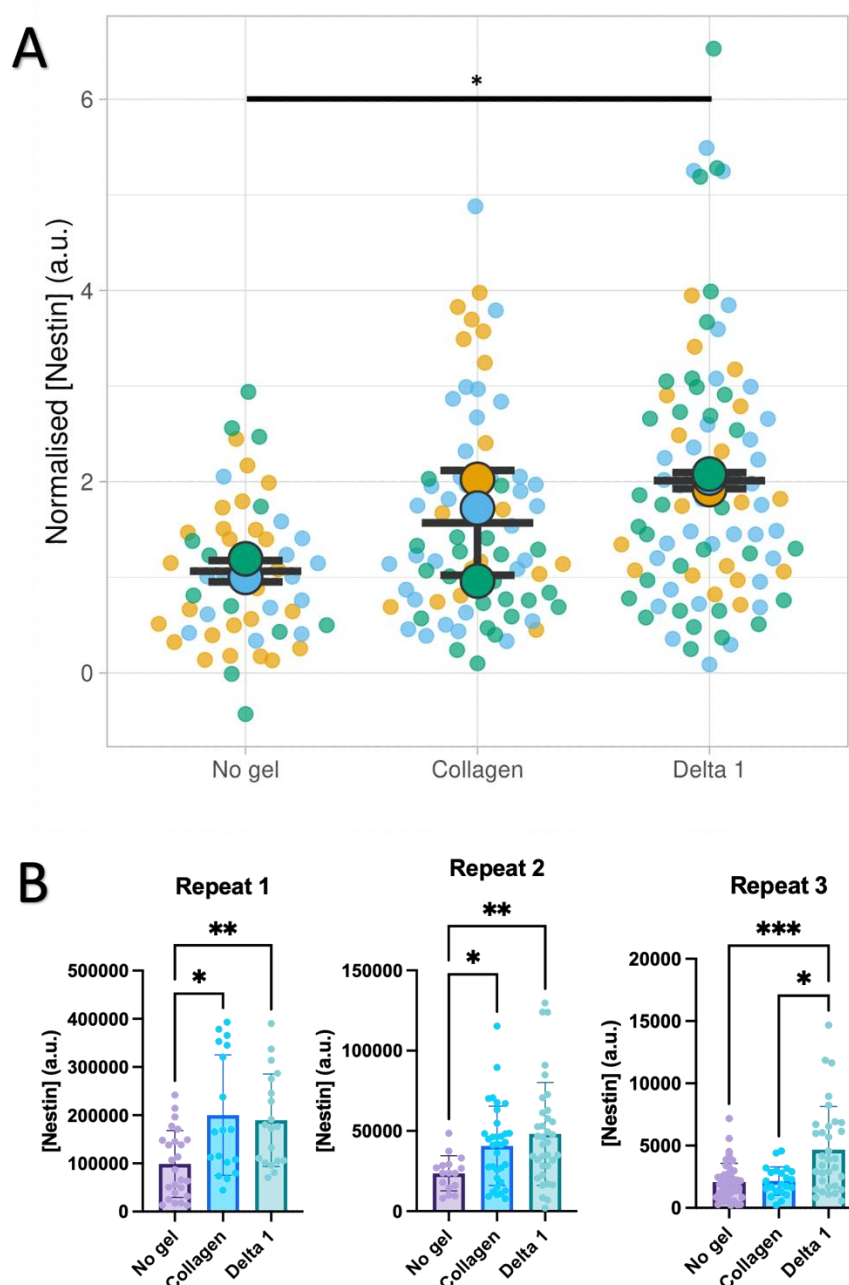 A
*
6
4
2
0
Normalised [Nestin] (a.u.)
No gel Collagen Delta 1
B
Repeat 1
**
*
500000
400000
300000
200000
100000
0
[Nestin] (a.u.)
No gel Collagen Delta 1
Repeat 2
**
*
150000
100000
50000
0
[Nestin] (a.u.)
No gel Collagen Delta 1
Repeat 3
***
*
20000
15000
10000
5000
0
[Nestin] (a.u.)
No gel Collagen Delta 1